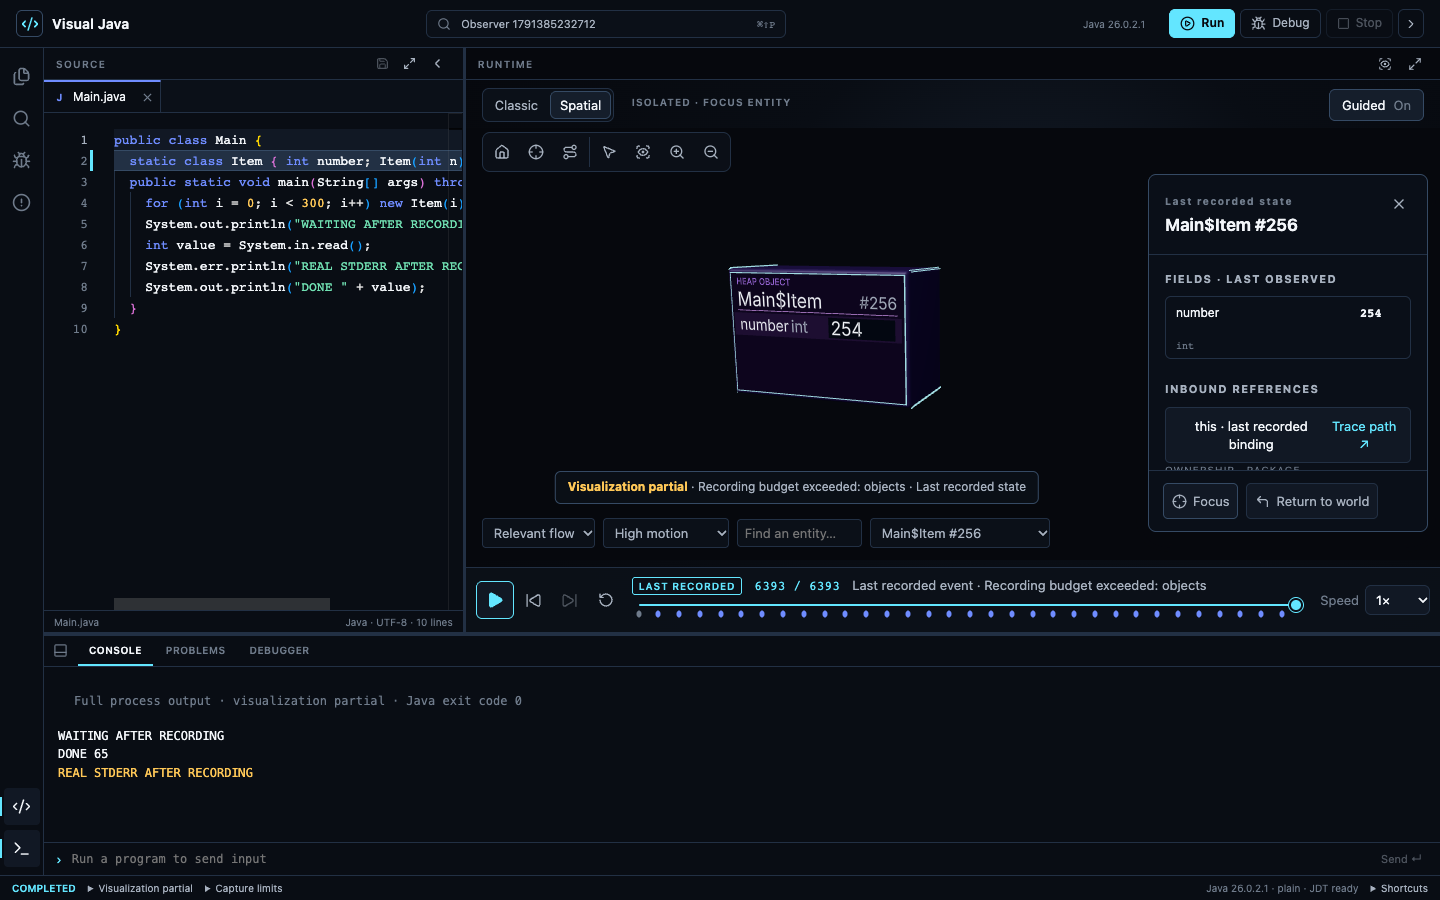 Visual Java
Observer 1791385232712
⌘⇧P
Java 26.0.2.1
Run
Debug
Stop
SOURCE
J Main.java
1 public class Main {
2 static class Item { int number; Item(int n)
3 public static void main(String[] args) thro
4 for (int i = 0; i < 300; i++) new Item(i)
5 System.out.println("WAITING AFTER RECORDI
6 int value = System.in.read();
7 System.err.println("REAL STDERR AFTER REC
8 System.out.println("DONE " + value);
9 }
10 }
Main.java
Java · UTF-8 · 10 lines
RUNTIME
Classic
Spatial
ISOLATED · FOCUS ENTITY
Guided On
HEAP OBJECT
Main$Item #256
number int 254
Last recorded state
Main$Item #256
FIELDS · LAST OBSERVED
number 254
int
INBOUND REFERENCES
this · last recorded binding
Trace path ↗
OWNERSHIP · PACKAGE
Focus
Return to world
Visualization partial · Recording budget exceeded: objects · Last recorded state
Relevant flow
High motion
Find an entity...
Main$Item #256
LAST RECORDED 6393 / 6393 Last recorded event · Recording budget exceeded: objects
Speed 1×
CONSOLE
PROBLEMS
DEBUGGER
Full process output · visualization partial · Java exit code 0
WAITING AFTER RECORDING
DONE 65
REAL STDERR AFTER RECORDING
› Run a program to send input
Send ↵
COMPLETED
Visualization partial
Capture limits
Java 26.0.2.1 · plain · JDT ready
Shortcuts